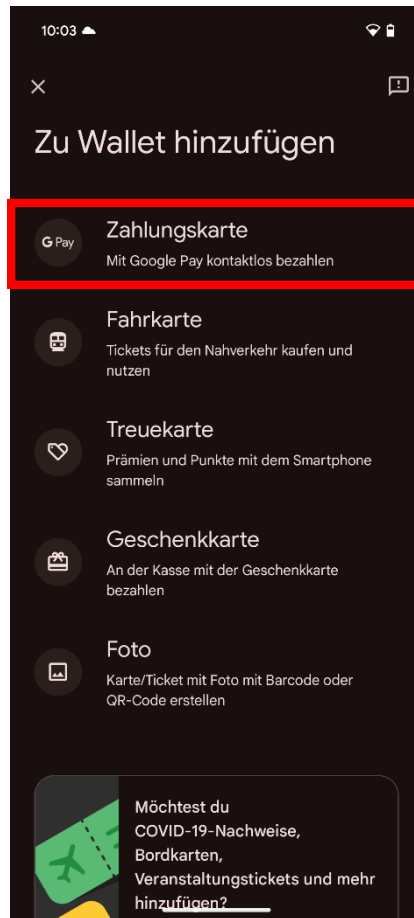 10:03
Zu Wallet hinzufügen
G Pay
Zahlungskarte
Mit Google Pay kontaktlos bezahlen
Fahrkarte
Tickets für den Nahverkehr kaufen und
nutzen
Treuekarte
Prämien und Punkte mit dem Smartphone
sammeln
Geschenkkarte
An der Kasse mit der Geschenkkarte
bezahlen
Foto
Karte/Ticket mit Foto mit Barcode oder
QR-Code erstellen
Möchtest du
COVID-19-Nachweise,
Bordkarten,
Veranstaltungstickets und mehr
hinzufügen?